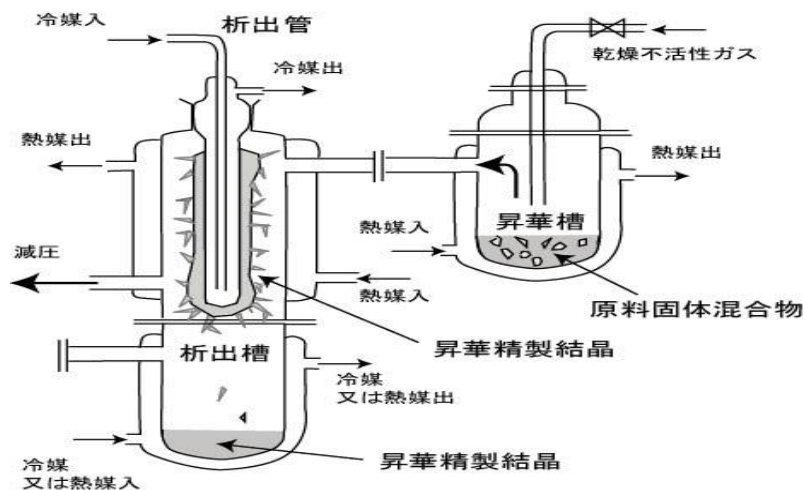 冷媒入
析出管
冷媒出
乾燥不活性ガス
熱媒出
熱媒出
昇華槽
熱媒入
減圧
熱媒入
原料固体混合物
昇華精製結晶
析出槽
冷媒
又は熱媒出
冷媒
又は熱媒入
昇華精製結晶